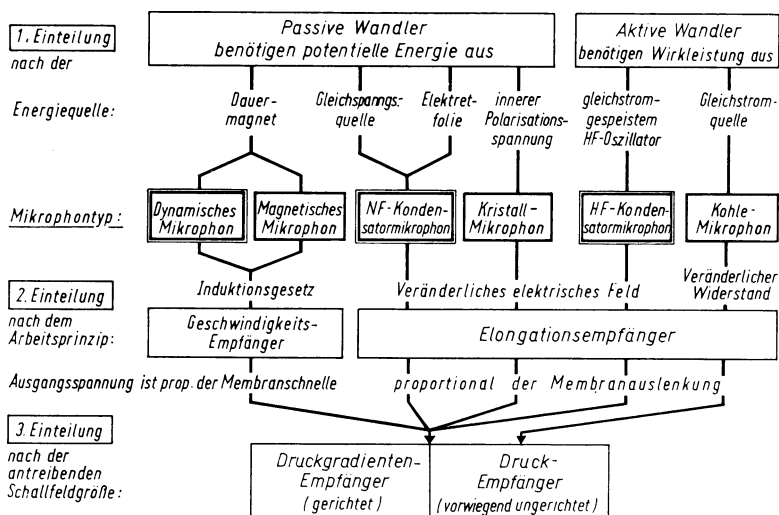 1. Einteilung
nach der
Energiequelle:
Passive Wandler
benötigen potentielle Energie aus
Aktive Wandler
benötigen Wirkleistung aus
Dauer-
magnet
Gleichspanngs-
quelle
Elektret-
folie
innerer
Polarisations-
spannung
gleichstrom-
gespeistem
HF-Oszillator
Gleichstrom-
quelle
Mikrophontyp:
Dynamisches
Mikrophon
Magnetisches
Mikrophon
NF-Konden-
satormikrophon
Kristall-
Mikrophon
HF-Konden-
satormikrophon
Kohle-
Mikrophon
2. Einteilung
nach dem
Arbeitsprinzip:
Induktionsgesetz
Veränderliches elektrisches Feld
Veränderlicher
Widerstand
Geschwindigkeits-
Empfänger
Elongationsempfänger
Ausgangsspannung ist prop. der Membranschnelle
proportional der Membranauslenkung
3. Einteilung
nach der
antreibenden
Schallfeldgröße:
Druckgradienten-
Empfänger
(gerichtet)
Druck-
Empfänger
(vorwiegend ungerichtet)